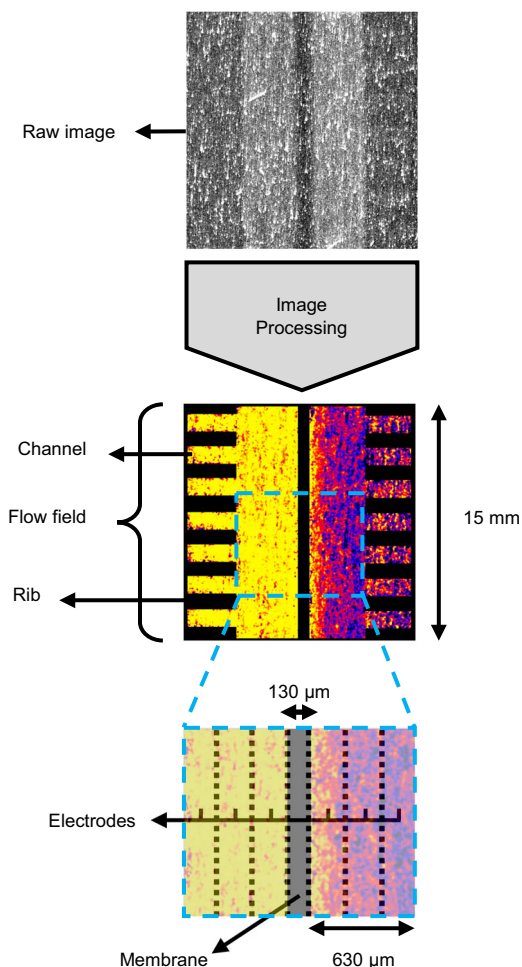 Raw image
Image
Processing
Channel
Flow field
15 mm
Rib
130 µm
Electrodes
Membrane
630 µm